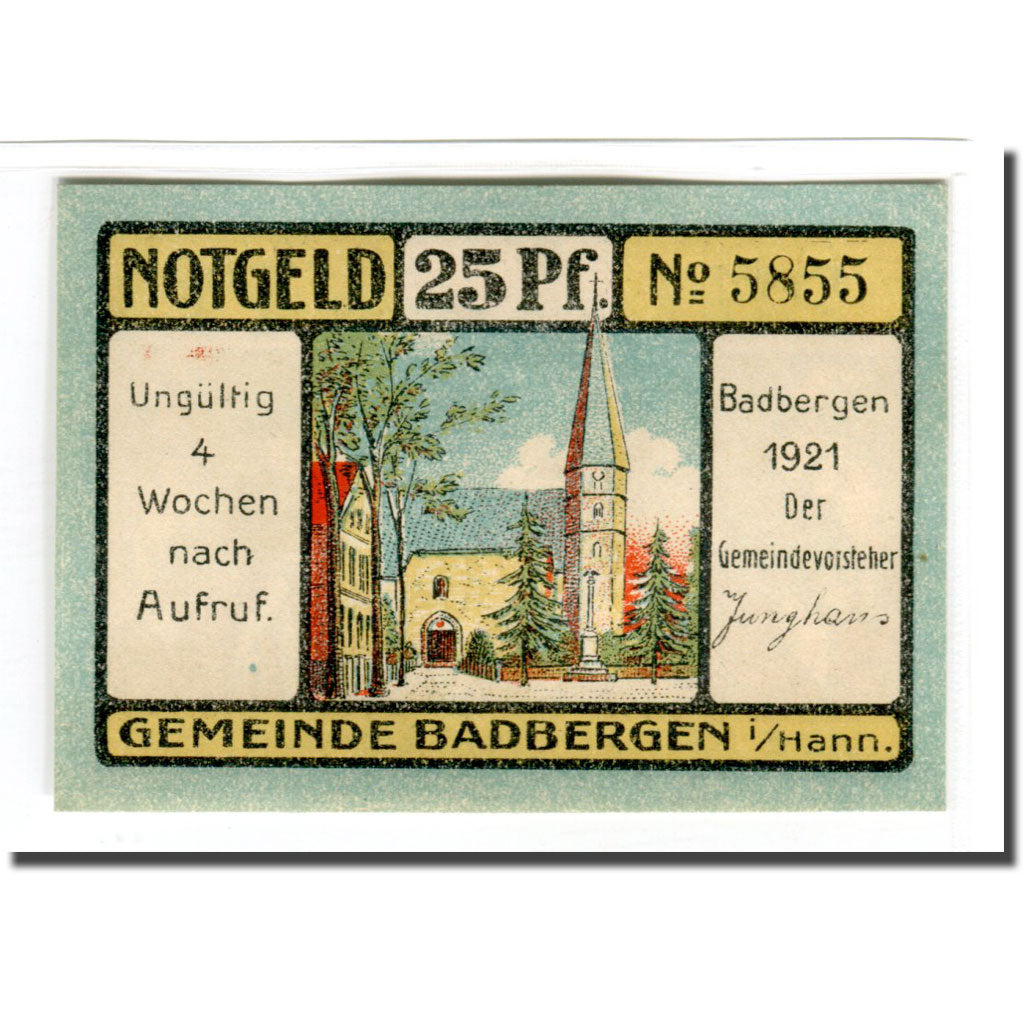 NOTGELD 25 Pf. No 5855
Ungültig
4
Wochen
nach
Aufruf.
Badbergen
1921
Der
Gemeindevorsteher
Junghans
GEMEINDE BADBERGEN i/Hann.